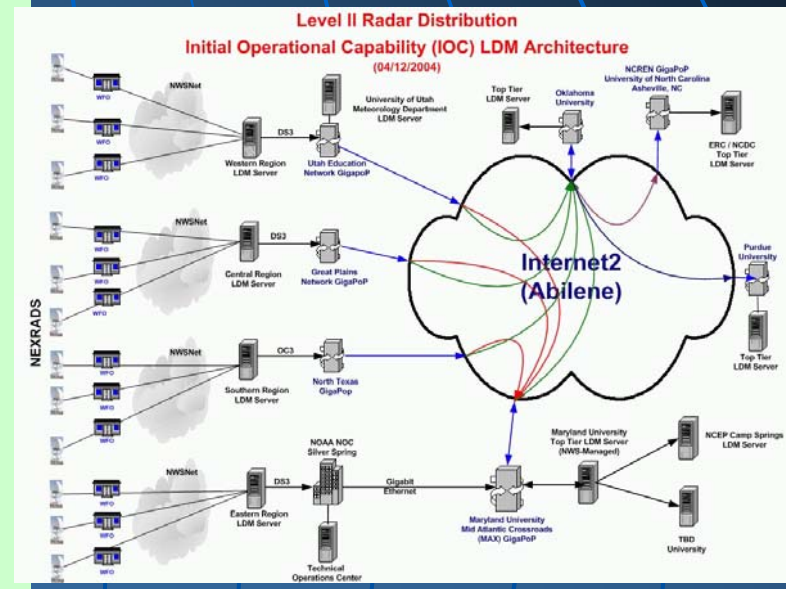 Level II Radar Distribution
Initial Operational Capability (IOC) LDM Architecture
(04/12/2004)
NEXRADS
NWSNet
WFO
WFO
WFO
Western Region
LDM Server
DS3
University of Utah
Meteorology Department
LDM Server
Utah Education
Network GigapoP
Top Tier
LDM Server
Oklahoma
University
NCREN GigaPoP
University of North Carolina
Asheville, NC
ERC / NCDC
Top Tier
LDM Server
NWSNet
WFO
WFO
WFO
Central Region
LDM Server
DS3
Great Plains
Network GigaPoP
Internet2
(Abilene)
Purdue
University
Top Tier
LDM Server
NWSNet
WFO
WFO
WFO
Southern Region
LDM Server
OC3
North Texas
GigaPop
NWSNet
WFO
WFO
WFO
Eastern Region
LDM Server
DS3
NOAA NOC
Silver Spring
Technical
Operations Center
Gigabit
Ethernet
Maryland University
Mid Atlantic Crossroads
(MAX) GigaPoP
Maryland University
Top Tier LDM Server
(NWS-Managed)
NCEP Camp Springs
LDM Server
TBD
University